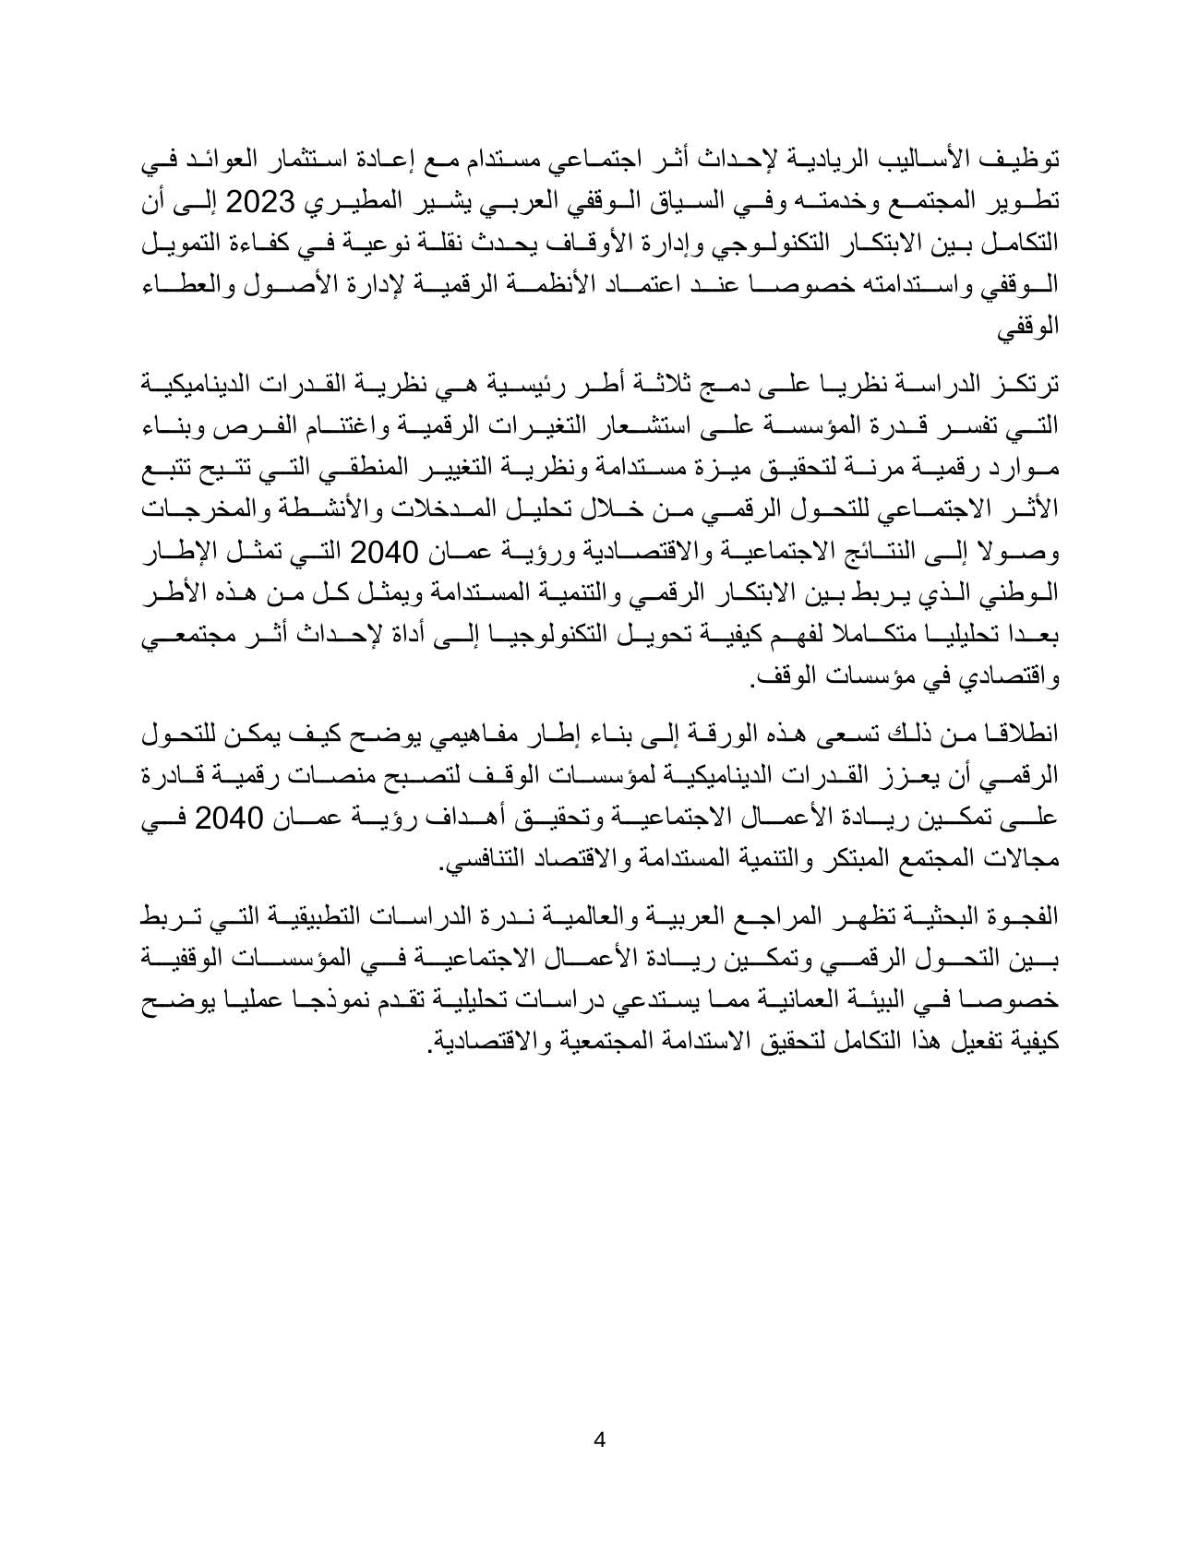 توظيف الأساليب الريادية لإحداث أثر اجتماعي مستدام مع إعادة استثمار العوائد في
تطوير المجتمع وخدمته وفي السياق الوقفي العربي يشير المطيري 2023 إلى أن
التكامل بين الابتكار التكنولوجي وإدارة الأوقاف يحدث نقلة نوعية في كفاءة التمويل
الوقفي واستدامته خصوصا عند اعتماد الأنظمة الرقمية لإدارة الأصول والعطاء
الوقفي
ترتكز الدراسة نظريا على دمج ثلاثة أطر رئيسية هي نظرية القدرات الديناميكية
التي تفسر قدرة المؤسسة على استشعار التغيرات الرقمية واغتنام الفرص وبناء
موارد رقمية مرنة لتحقيق ميزة مستدامة ونظرية التغيير المنطقي التي تتيح تتبع
الأثر الاجتماعي للتحول الرقمي من خلال تحليل المدخلات والأنشطة والمخرجات
وصولا إلى النتائج الاجتماعية والاقتصادية ورؤية عمان 2040 التي تمثل الإطار
الوطني الذي يربط بين الابتكار الرقمي والتنمية المستدامة ويمثل كل من هذه الأطر
بعدا تحليليا متكاملا لفهم كيفية تحويل التكنولوجيا إلى أداة لإحداث أثر مجتمعي
واقتصادي في مؤسسات الوقف.
انطلاقا من ذلك تسعى هذه الورقة إلى بناء إطار مفاهيمي يوضح كيف يمكن للتحول
الرقمي أن يعزز القدرات الديناميكية لمؤسسات الوقف لتصبح منصات رقمية قادرة
على تمكين ريادة الأعمال الاجتماعية وتحقيق أهداف رؤية عمان 2040 في
مجالات المجتمع المبتكر والتنمية المستدامة والاقتصاد التنافسي.
الفجوة البحثية تظهر المراجع العربية والعالمية ندرة الدراسات التطبيقية التي تربط
بين التحول الرقمي وتمكين ريادة الأعمال الاجتماعية في المؤسسات الوقفية
خصوصا في البيئة العمانية مما يستدعي دراسات تحليلية تقدم نموذجا عمليا يوضح
كيفية تفعيل هذا التكامل لتحقيق الاستدامة المجتمعية والاقتصادية.
4